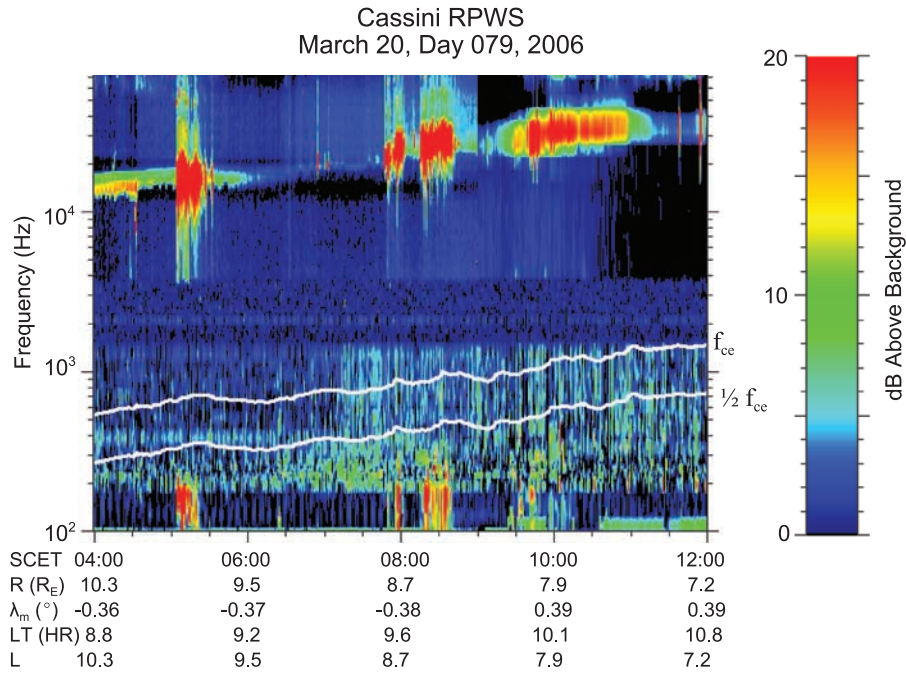 Cassini RPWS
March 20, Day 079, 2006
Frequency (Hz)
10⁴
10³
10²
f_ce
½ f_ce
20
10
0
dB Above Background
SCET 04:00 06:00 08:00 10:00 12:00
R (R_E) 10.3 9.5 8.7 7.9 7.2
λ_m (°) -0.36 -0.37 -0.38 0.39 0.39
LT (HR) 8.8 9.2 9.6 10.1 10.8
L 10.3 9.5 8.7 7.9 7.2